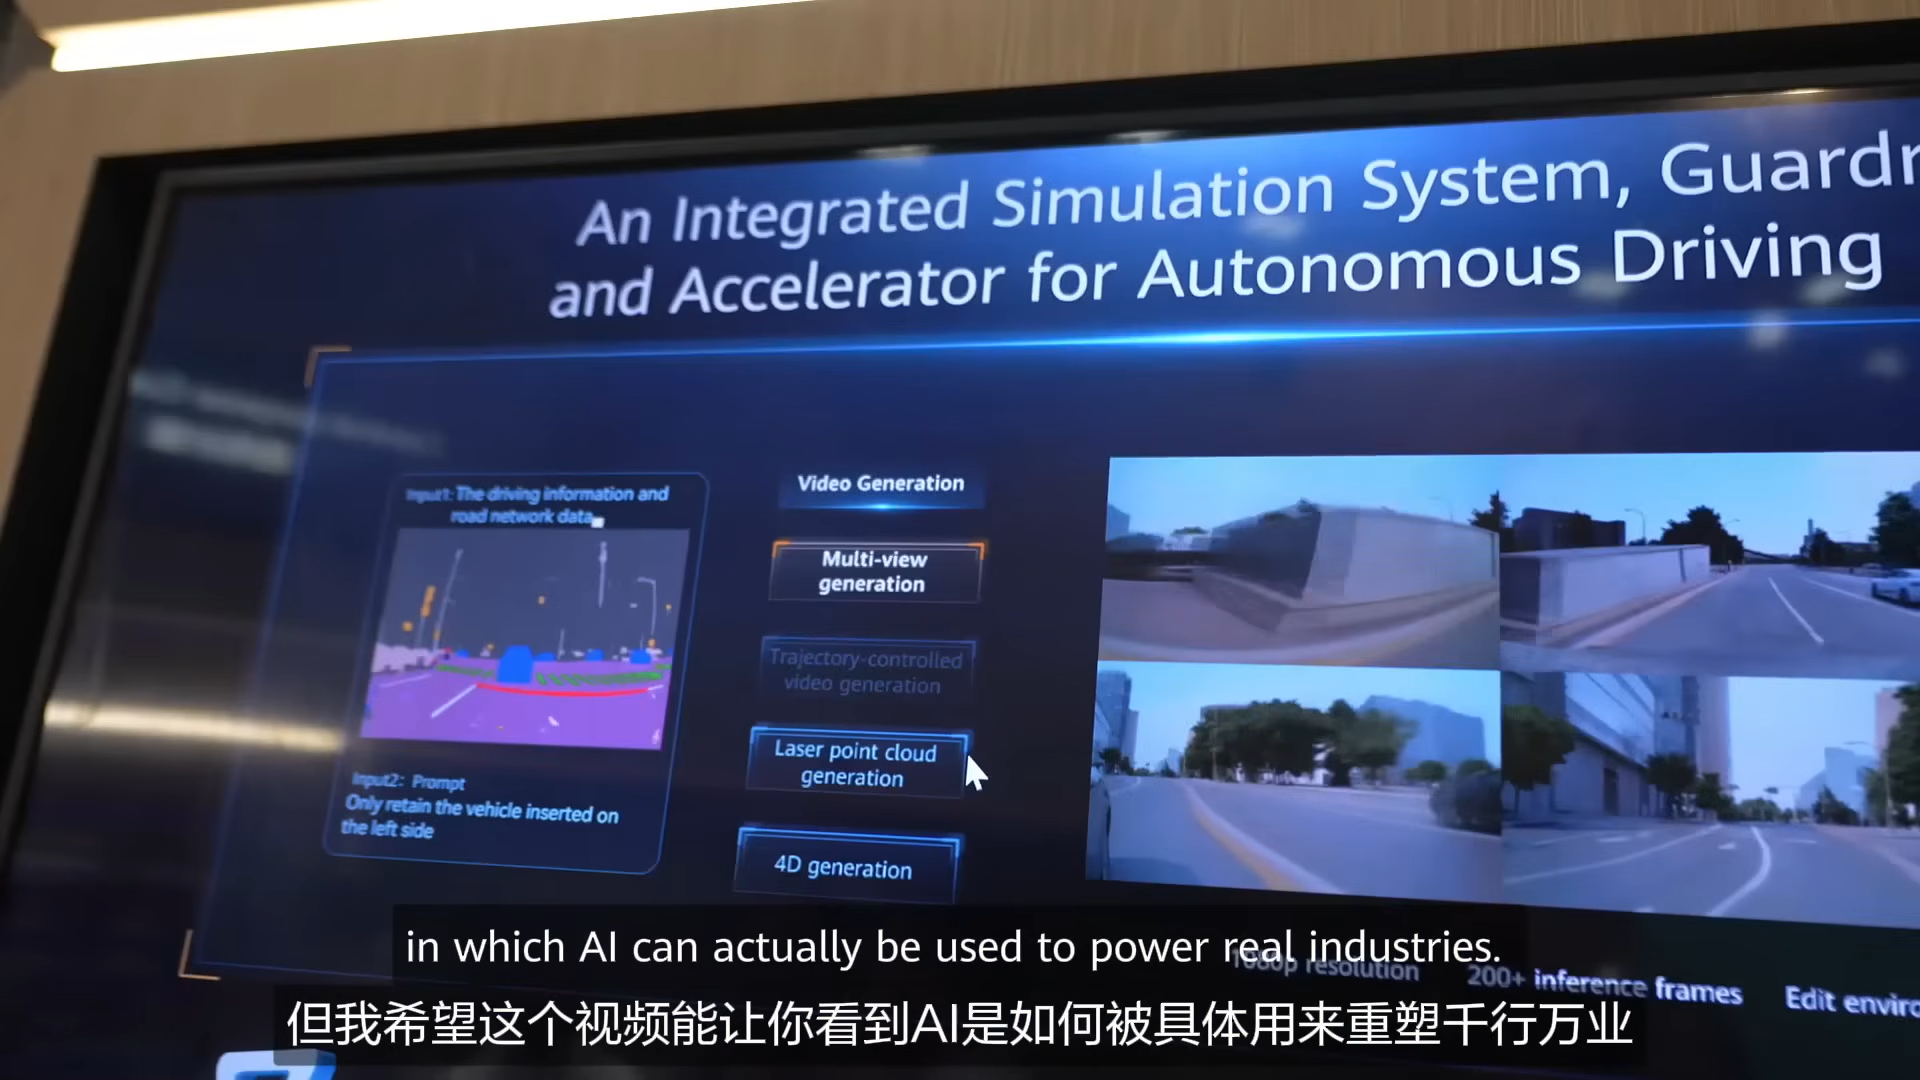 An Integrated Simulation System, Guardr
and Accelerator for Autonomous Driving
Input1: The driving information and
road network data
Video Generation
Multi-view
generation
Trajectory-controlled
video generation
Laser point cloud
generation
4D generation
Input2: Prompt
Only retain the vehicle inserted on
the left side
1080p resolution
200+ inference frames
Edit enviro
in which AI can actually be used to power real industries.
但我希望这个视频能让你看到AI是如何被具体用来重塑千行万业